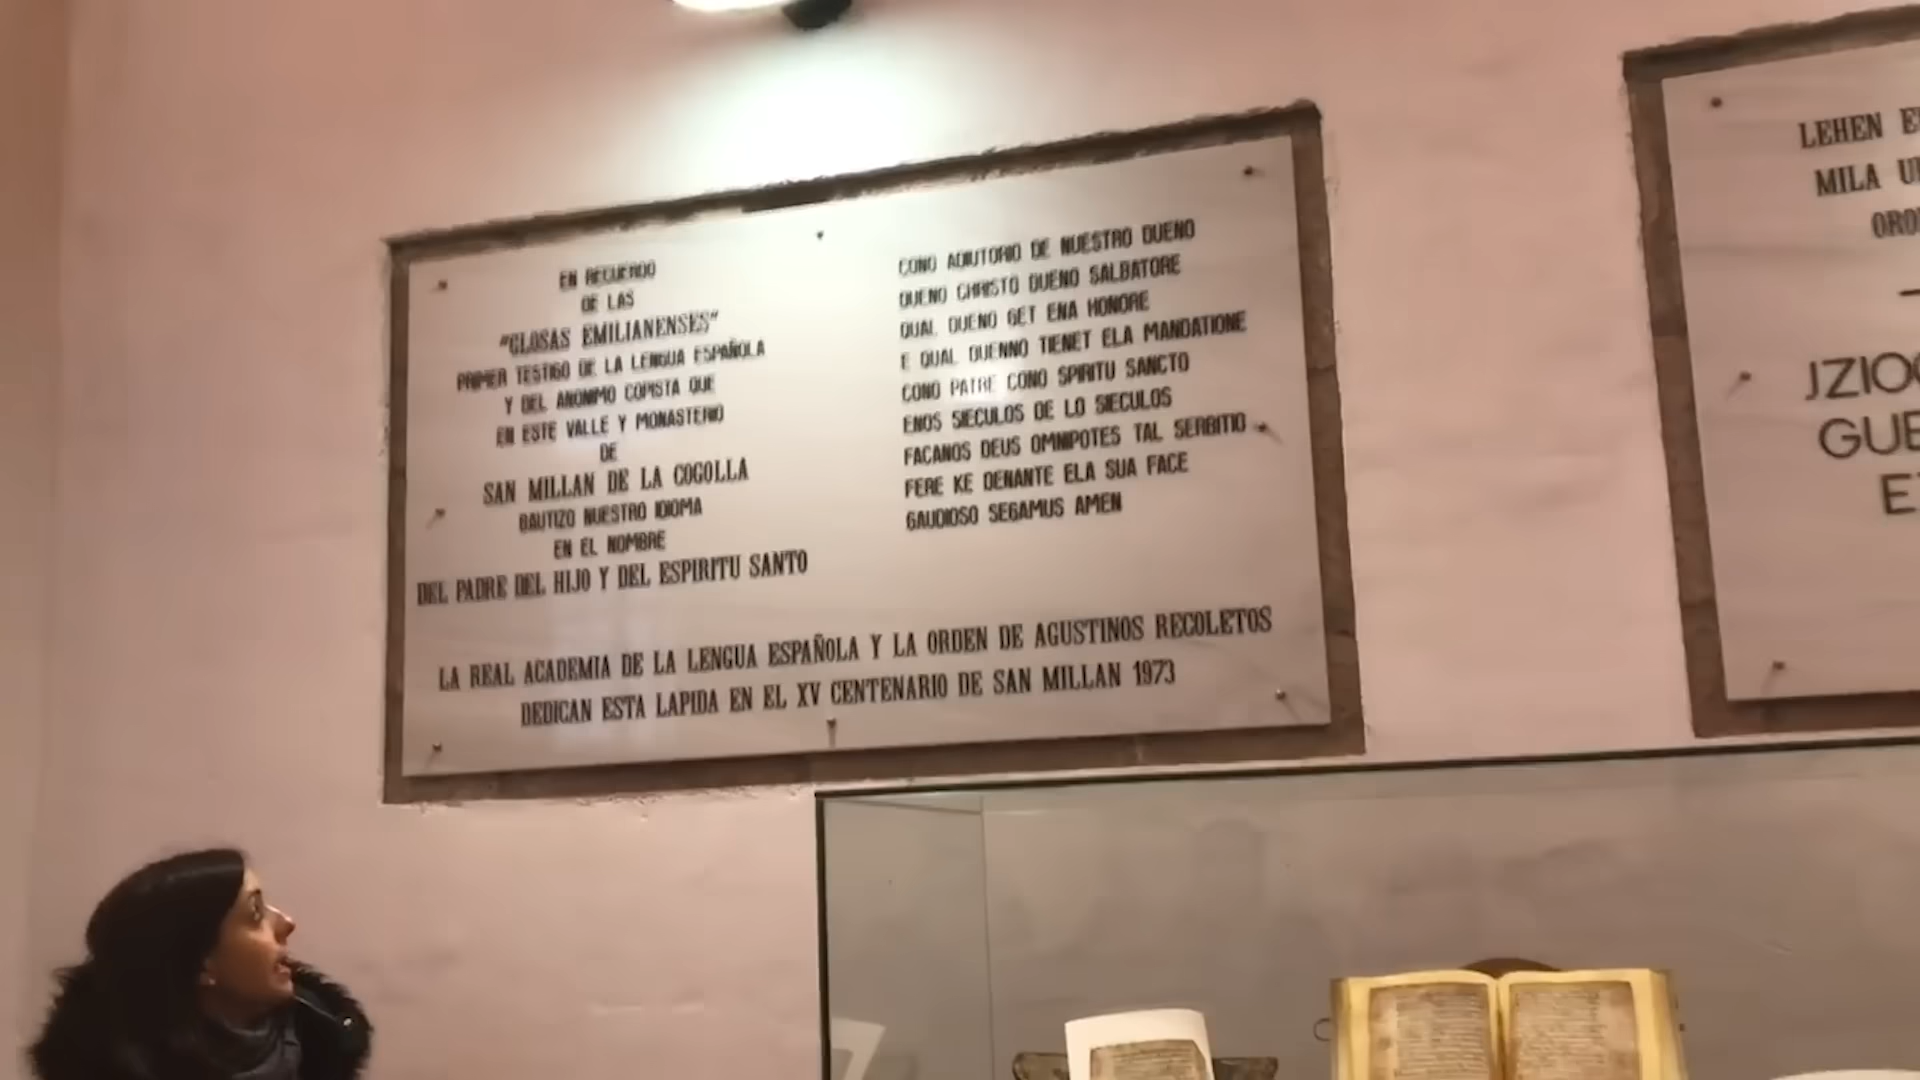 EN RECUERDO
DE LAS
"GLOSAS EMILIANENSES"
PRIMER TESTIGO DE LA LENGUA ESPAÑOLA
Y DEL ANONIMO COPISTA QUE
EN ESTE VALLE Y MONASTERIO
DE
SAN MILLAN DE LA COGOLLA
BAUTIZO NUESTRO IDIOMA
EN EL NOMBRE
DEL PADRE DEL HIJO Y DEL ESPIRITU SANTO
CONO ADIUTORIO DE NUESTRO DUENO
DUENO CHRISTO DUENO SALBATORE
QUAL DUENO GET ENA HONORE
E QUAL DUENNO TIENET ELA MANDATIONE
CONO PATRE CONO SPIRITU SANCTO
ENOS SIECULOS DE LO SIECULOS
FACANOS DEUS OMNIPOTES TAL SERBITIO
FERE KE DENANTE ELA SUA FACE
GAUDIOSO SEGAMUS AMEN
LA REAL ACADEMIA DE LA LENGUA ESPAÑOLA Y LA ORDEN DE AGUSTINOS RECOLETOS
DEDICAN ESTA LAPIDA EN EL XV CENTENARIO DE SAN MILLAN 1973
LEHEN E
MILA U
ORO
JZIO
GUE
E